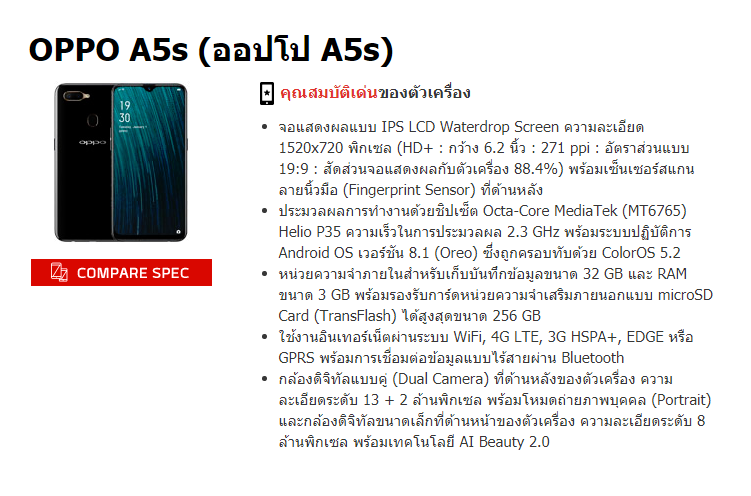 OPPO A5s (ออปโป A5s)
19
30
Tuesday, January 1
oppo
COMPARE SPEC
คุณสมบัติเด่นของตัวเครื่อง
จอแสดงผลแบบ IPS LCD Waterdrop Screen ความละเอียด
1520x720 พิกเซล (HD+ : กว้าง 6.2 นิ้ว : 271 ppi : อัตราส่วนแบบ
19:9 : สัดส่วนจอแสดงผลกับตัวเครื่อง 88.4%) พร้อมเซ็นเซอร์สแกน
ลายนิ้วมือ (Fingerprint Sensor) ที่ด้านหลัง
ประมวลผลการทำงานด้วยชิปเซ็ต Octa-Core MediaTek (MT6765)
Helio P35 ความเร็วในการประมวลผล 2.3 GHz พร้อมระบบปฏิบัติการ
Android OS เวอร์ชัน 8.1 (Oreo) ซึ่งถูกครอบทับด้วย ColorOS 5.2
หน่วยความจำภายในสำหรับเก็บบันทึกข้อมูลขนาด 32 GB และ RAM
ขนาด 3 GB พร้อมรองรับการ์ดหน่วยความจำเสริมภายนอกแบบ microSD
Card (TransFlash) ได้สูงสุดขนาด 256 GB
ใช้งานอินเทอร์เน็ตผ่านระบบ WiFi, 4G LTE, 3G HSPA+, EDGE หรือ
GPRS พร้อมการเชื่อมต่อข้อมูลแบบไร้สายผ่าน Bluetooth
กล้องดิจิทัลแบบคู่ (Dual Camera) ที่ด้านหลังของตัวเครื่อง ความ
ละเอียดระดับ 13 + 2 ล้านพิกเซล พร้อมโหมดถ่ายภาพบุคคล (Portrait)
และกล้องดิจิทัลขนาดเล็กที่ด้านหน้าของตัวเครื่อง ความละเอียดระดับ 8
ล้านพิกเซล พร้อมเทคโนโลยี AI Beauty 2.0